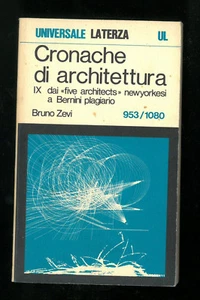 UNIVERSALE LATERZA UL
Cronache
di architettura
IX dai «five architects» newyorkesi
a Bernini plagiario
Bruno Zevi 953/1080